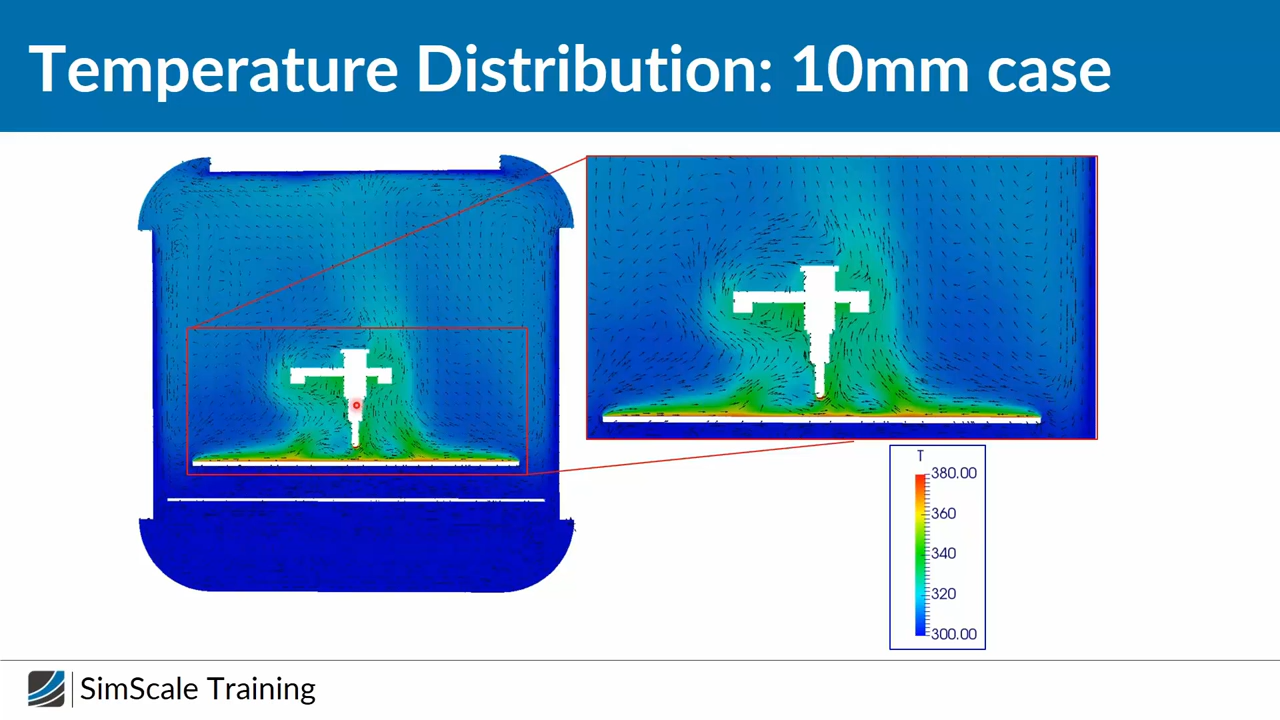 Temperature Distribution: 10mm case
T
380.00
360
340
320
300.00
SimScale Training